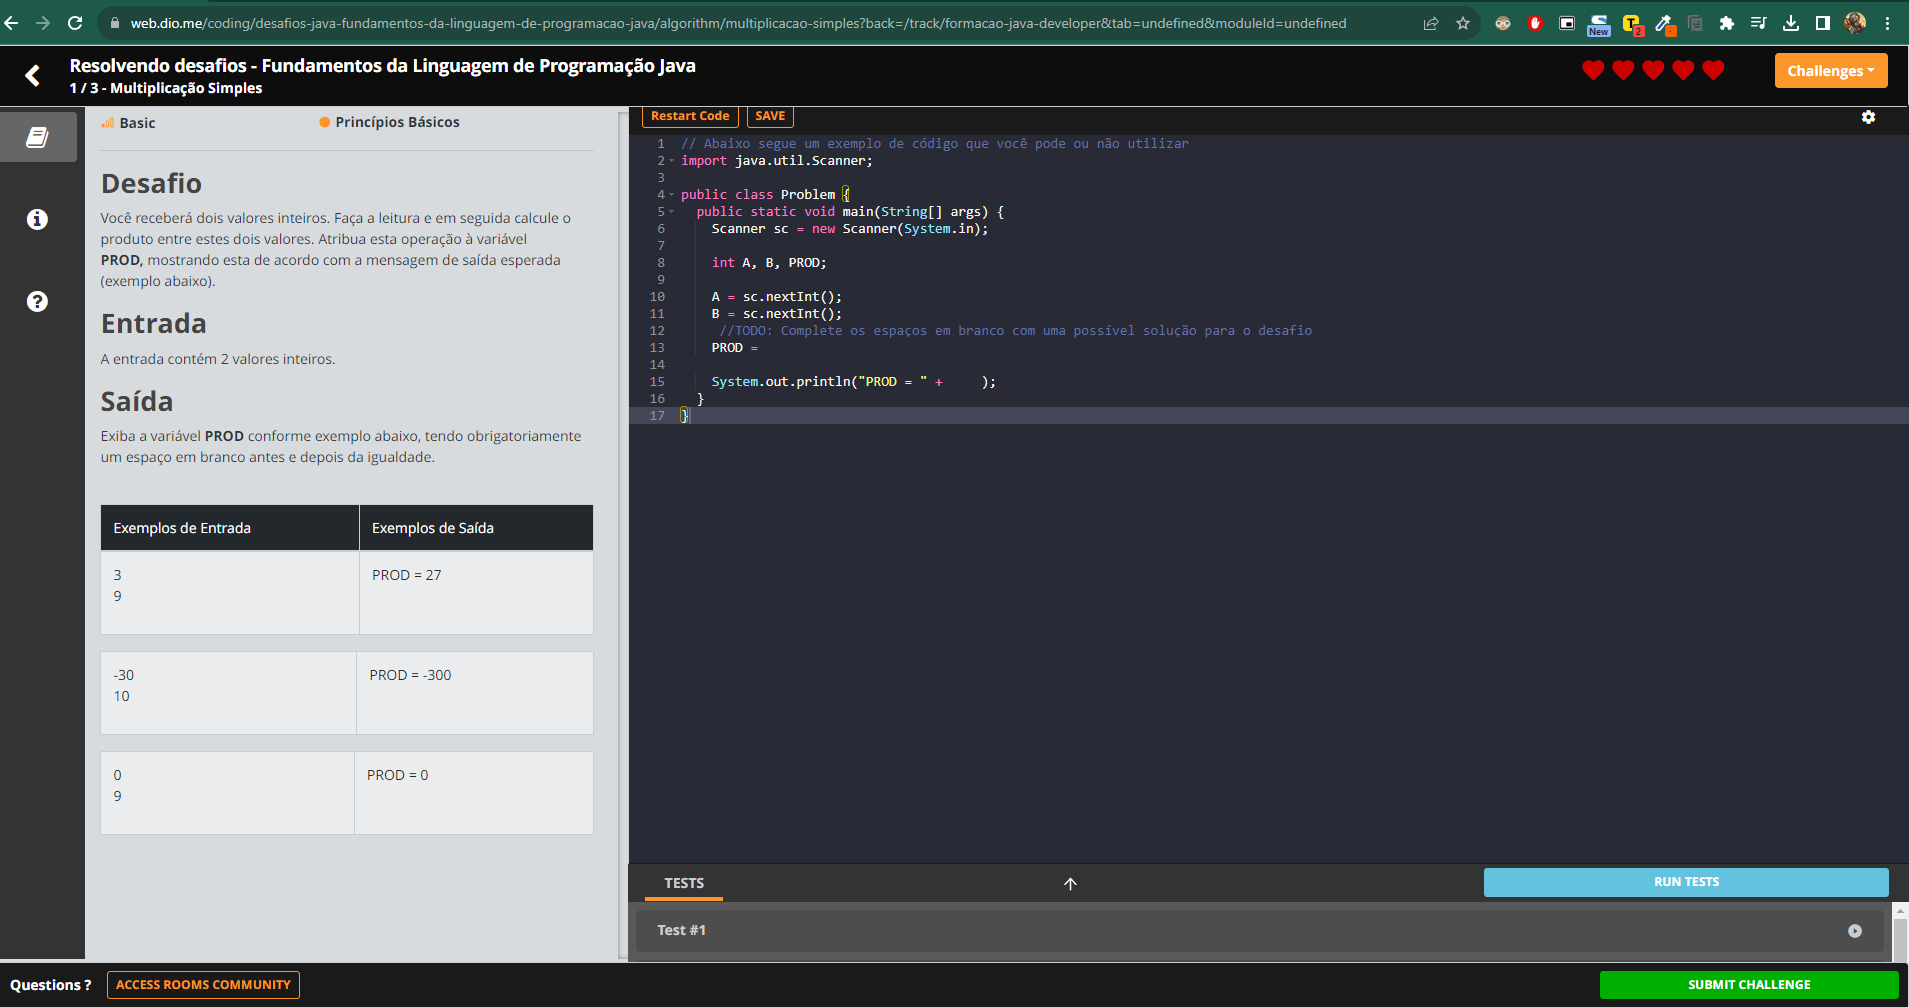 web.dio.me/coding/desafios-java-fundamentos-da-linguagem-de-programacao-java/algorithm/multiplicacao-simples?back=/track/formacao-java-developer&tab=undefined&moduleId=undefined
New
T
2
Resolvendo desafios - Fundamentos da Linguagem de Programação Java
1 / 3 - Multiplicação Simples
Challenges
Basic
Princípios Básicos
Desafio
Você receberá dois valores inteiros. Faça a leitura e em seguida calcule o
produto entre estes dois valores. Atribua esta operação à variável
PROD, mostrando esta de acordo com a mensagem de saída esperada
(exemplo abaixo).
Entrada
A entrada contém 2 valores inteiros.
Saída
Exiba a variável PROD conforme exemplo abaixo, tendo obrigatoriamente
um espaço em branco antes e depois da igualdade.
Exemplos de Entrada
Exemplos de Saída
3
9
PROD = 27
-30
10
PROD = -300
0
9
PROD = 0
Restart Code
SAVE
1 // Abaixo segue um exemplo de código que você pode ou não utilizar
2 import java.util.Scanner;
3
4 public class Problem {
5 public static void main(String[] args) {
6 Scanner sc = new Scanner(System.in);
7
8 int A, B, PROD;
9
10 A = sc.nextInt();
11 B = sc.nextInt();
12 //TODO: Complete os espaços em branco com uma possível solução para o desafio
13 PROD =
14
15 System.out.println("PROD = " + );
16 }
17 }
TESTS
RUN TESTS
Test #1
Questions ?
ACCESS ROOMS COMMUNITY
SUBMIT CHALLENGE